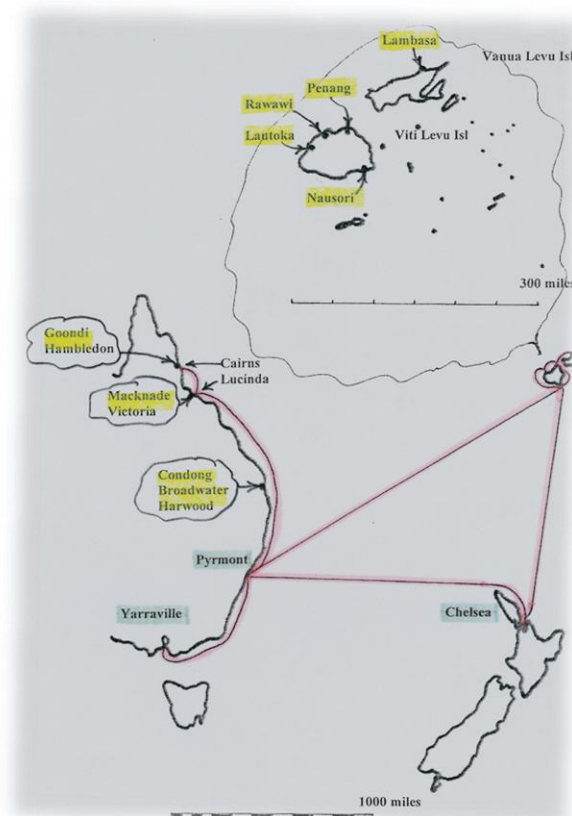 Lambasa
Vanua Levu Isl
Penang
Rawawi
Viti Levu Isl
Lautoka
Nausori
300 miles
Goondi
Hambledon
Cairns
Lucinda
Macknade
Victoria
Condong
Broadwater
Harwood
Pyrmont
Yarraville
Chelsea
1000 miles